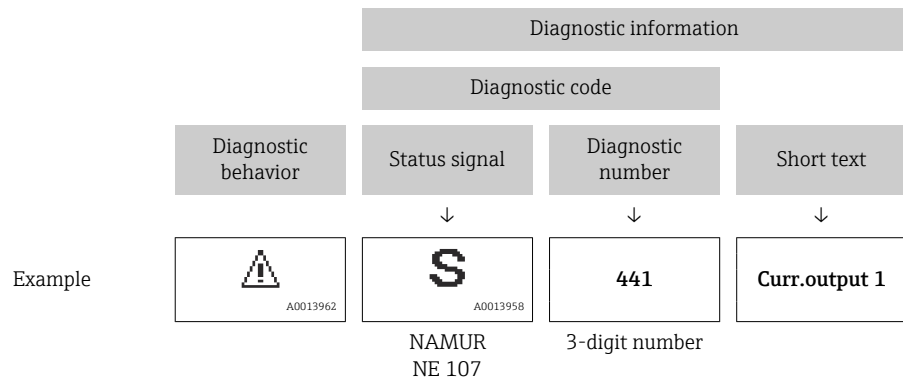 Diagnostic information
Diagnostic code
Diagnostic
behavior
Status signal
Diagnostic
number
Short text
↓ ↓ ↓
Example
A0013962
S
A0013958
441
Curr.output 1
NAMUR
NE 107
3-digit number